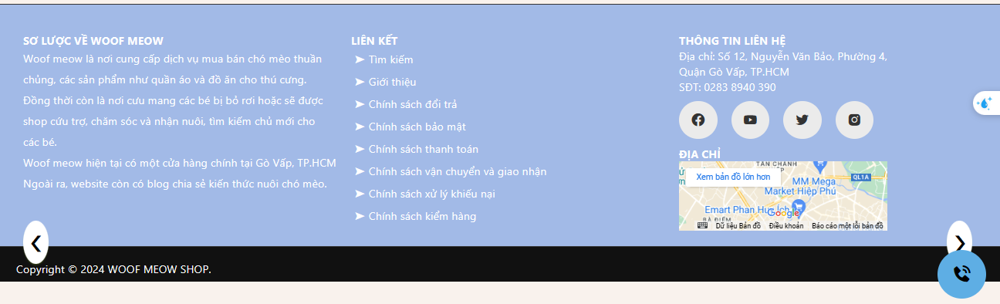 SƠ LƯỢC VỀ WOOF MEOW
Woof meow là nơi cung cấp dịch vụ mua bán chó mèo thuần
chủng, các sản phẩm như quần áo và đồ ăn cho thú cưng.
Đồng thời còn là nơi cưu mang các bé bị bỏ rơi hoặc sẽ được
shop cứu trợ, chăm sóc và nhận nuôi, tìm kiếm chủ mới cho
các bé.
Woof meow hiện tại có một cửa hàng chính tại Gò Vấp, TP.HCM
Ngoài ra, website còn có blog chia sẻ kiến thức nuôi chó mèo.
LIÊN KẾT
➤ Tìm kiếm
➤ Giới thiệu
➤ Chính sách đổi trả
➤ Chính sách bảo mật
➤ Chính sách thanh toán
➤ Chính sách vận chuyển và giao nhận
➤ Chính sách xử lý khiếu nại
➤ Chính sách kiểm hàng
THÔNG TIN LIÊN HỆ
Địa chỉ: Số 12, Nguyễn Văn Bảo, Phường 4,
Quận Gò Vấp, TP.HCM
SĐT: 0283 8940 390
ĐỊA CHỈ
TÂN CHÁNH
Xem bản đồ lớn hơn
MM Mega
Market Hiệp Phú
QL1A
Emart Phan Huy Ích
Google
BÀ ĐIỂM
Dữ liệu Bản đồ
Điều khoản
Báo cáo một lỗi bản đồ
Copyright © 2024 WOOF MEOW SHOP.